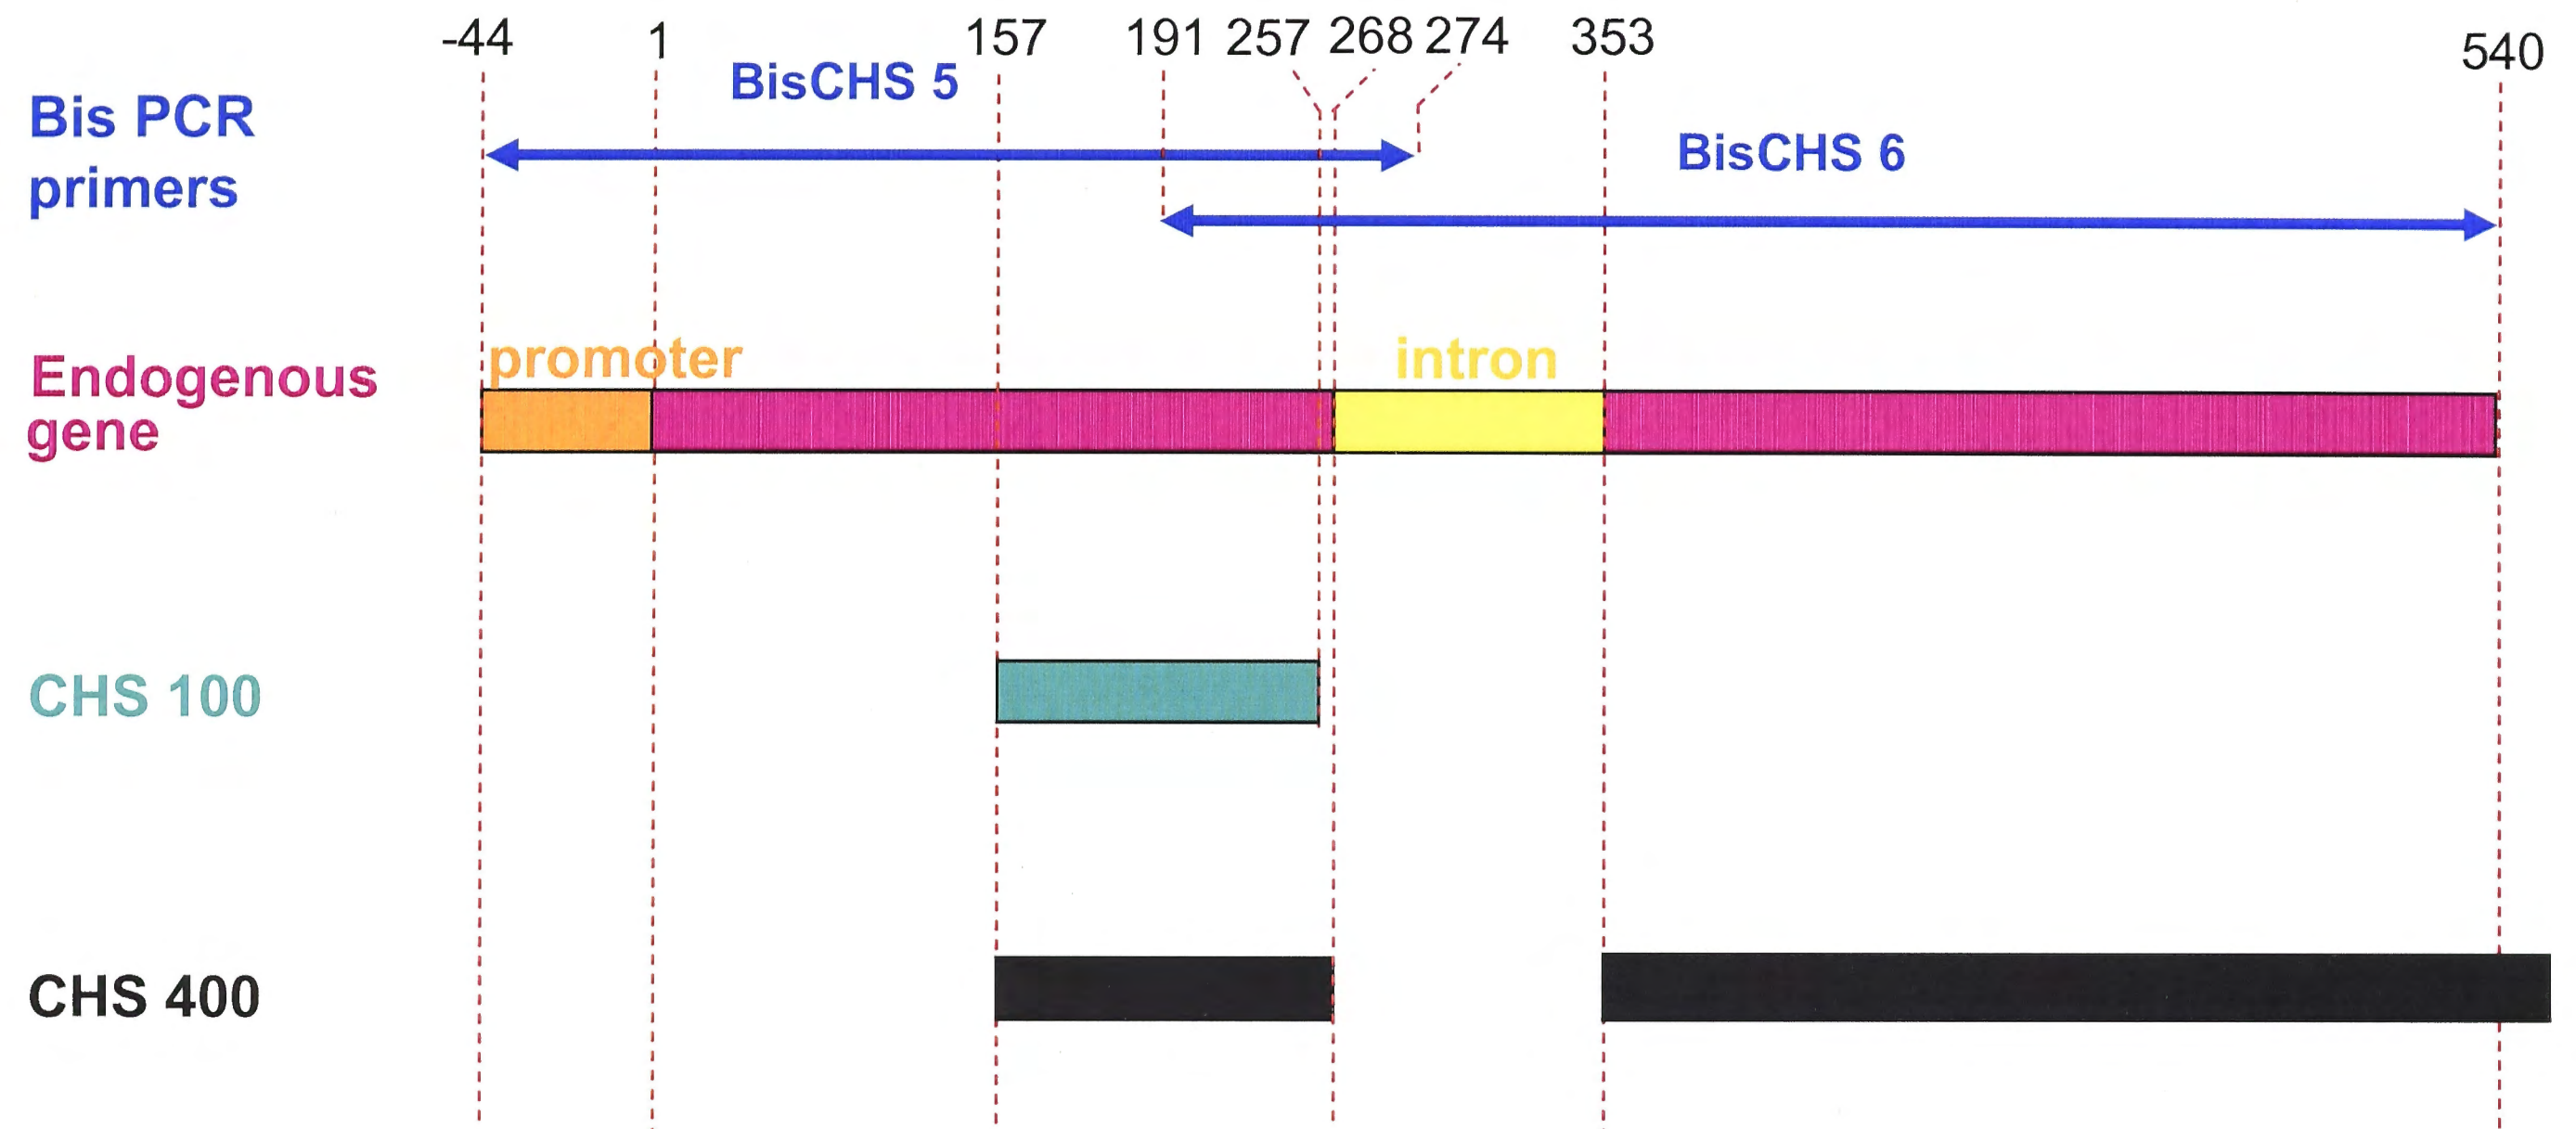 -44 1 157 191 257 268 274 353 540
BisCHS 5
Bis PCR
primers
BisCHS 6
promoter
intron
Endogenous
gene
CHS 100
CHS 400